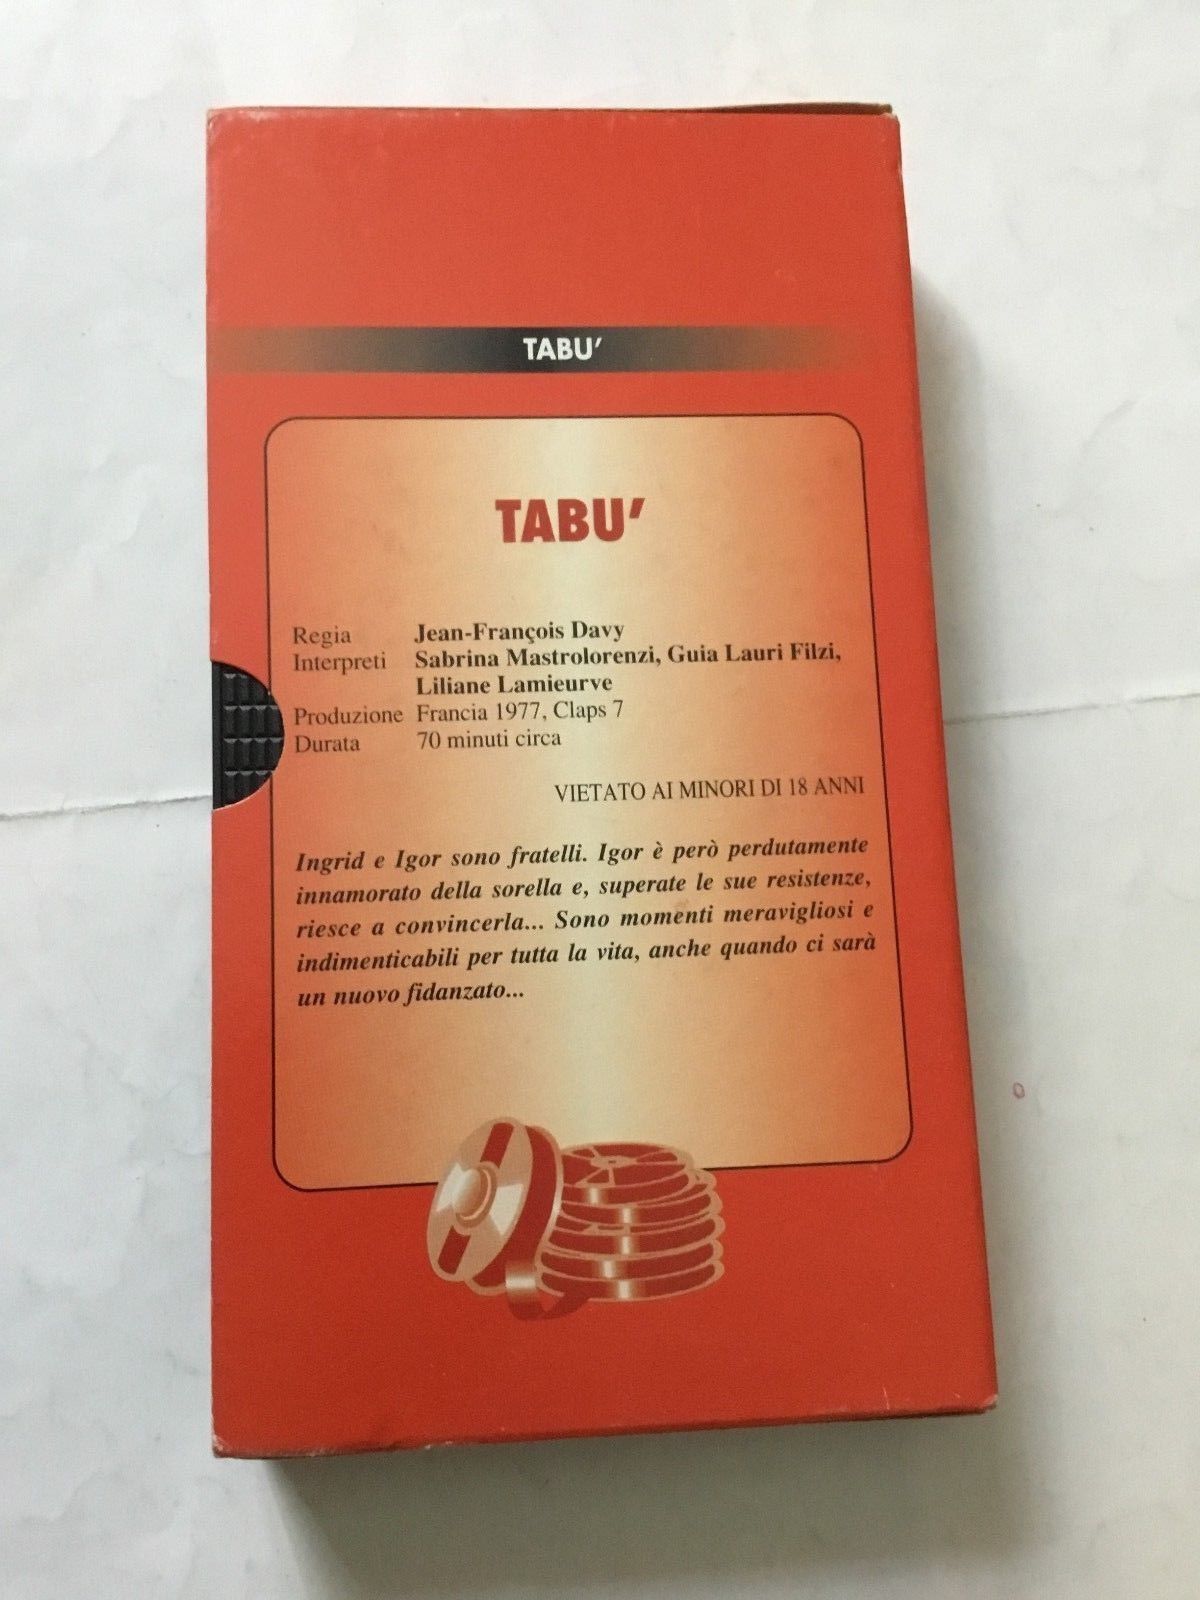 TABU'
TABU'
Regia Jean-François Davy
Interpreti Sabrina Mastrolorenzi, Guia Lauri Filzi,
Liliane Lamieurve
Produzione Francia 1977, Claps 7
Durata 70 minuti circa
VIETATO AI MINORI DI 18 ANNI
Ingrid e Igor sono fratelli. Igor è però perdutamente
innamorato della sorella e, superate le sue resistenze,
riesce a convincerla... Sono momenti meravigliosi e
indimenticabili per tutta la vita, anche quando ci sarà
un nuovo fidanzato...